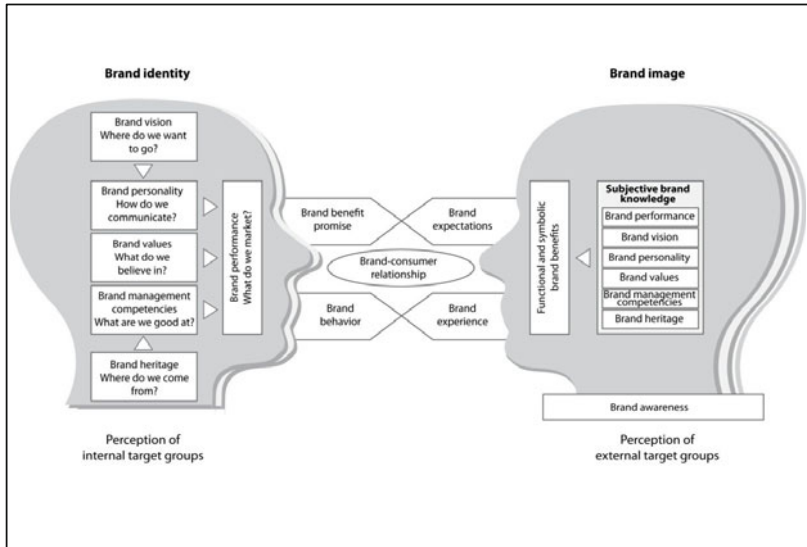 Brand identity
Brand vision
Where do we want
to go?
Brand personality
How do we
communicate?
Brand values
What do we
believe in?
Brand management
competencies
What are we good at?
Brand heritage
Where do we come
from?
Brand performance
What do we market?
Brand benefit
promise
Brand
expectations
Brand-consumer
relationship
Brand
behavior
Brand
experience
Brand image
Functional and symbolic
brand benefits
Subjective brand
knowledge
Brand performance
Brand vision
Brand personality
Brand values
Brand management
competencies
Brand heritage
Brand awareness
Perception of
internal target groups
Perception of
external target groups